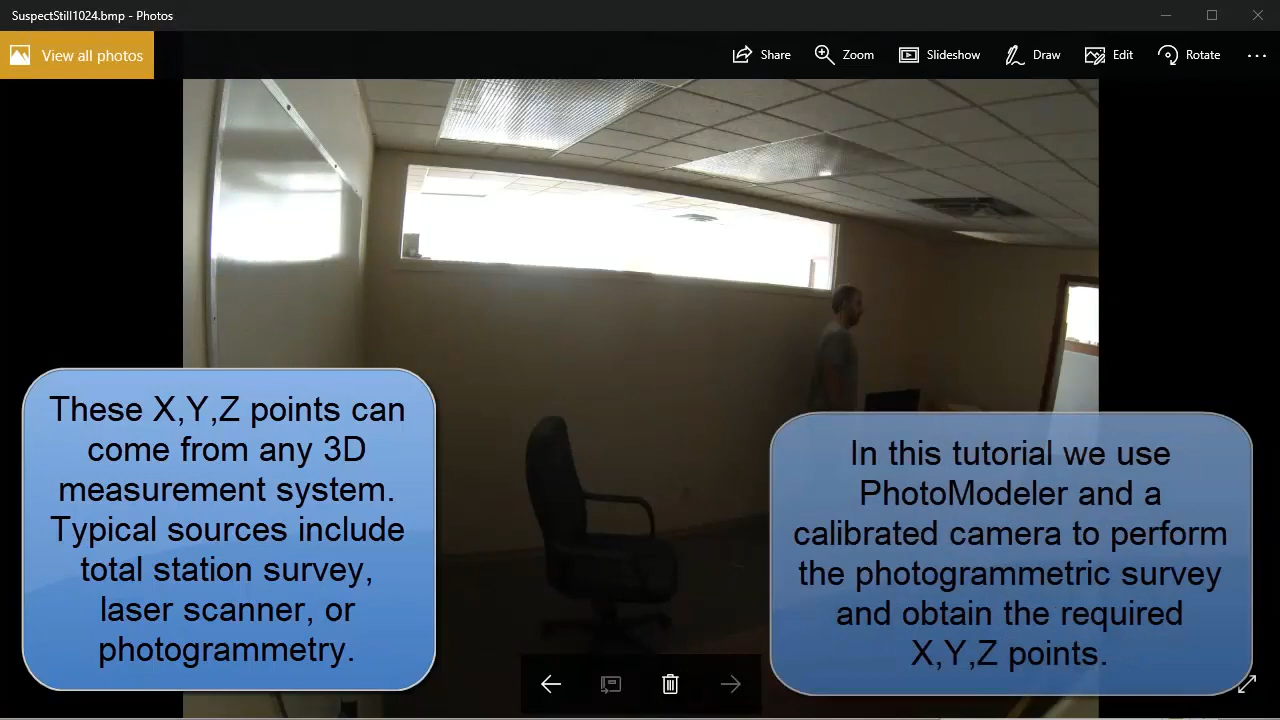 SuspectStill1024.bmp - Photos
View all photos
Share
Zoom
Slideshow
Draw
Edit
Rotate
These X,Y,Z points can
come from any 3D
measurement system.
Typical sources include
total station survey,
laser scanner, or
photogrammetry.
In this tutorial we use
PhotoModeler and a
calibrated camera to perform
the photogrammetric survey
and obtain the required
X,Y,Z points.